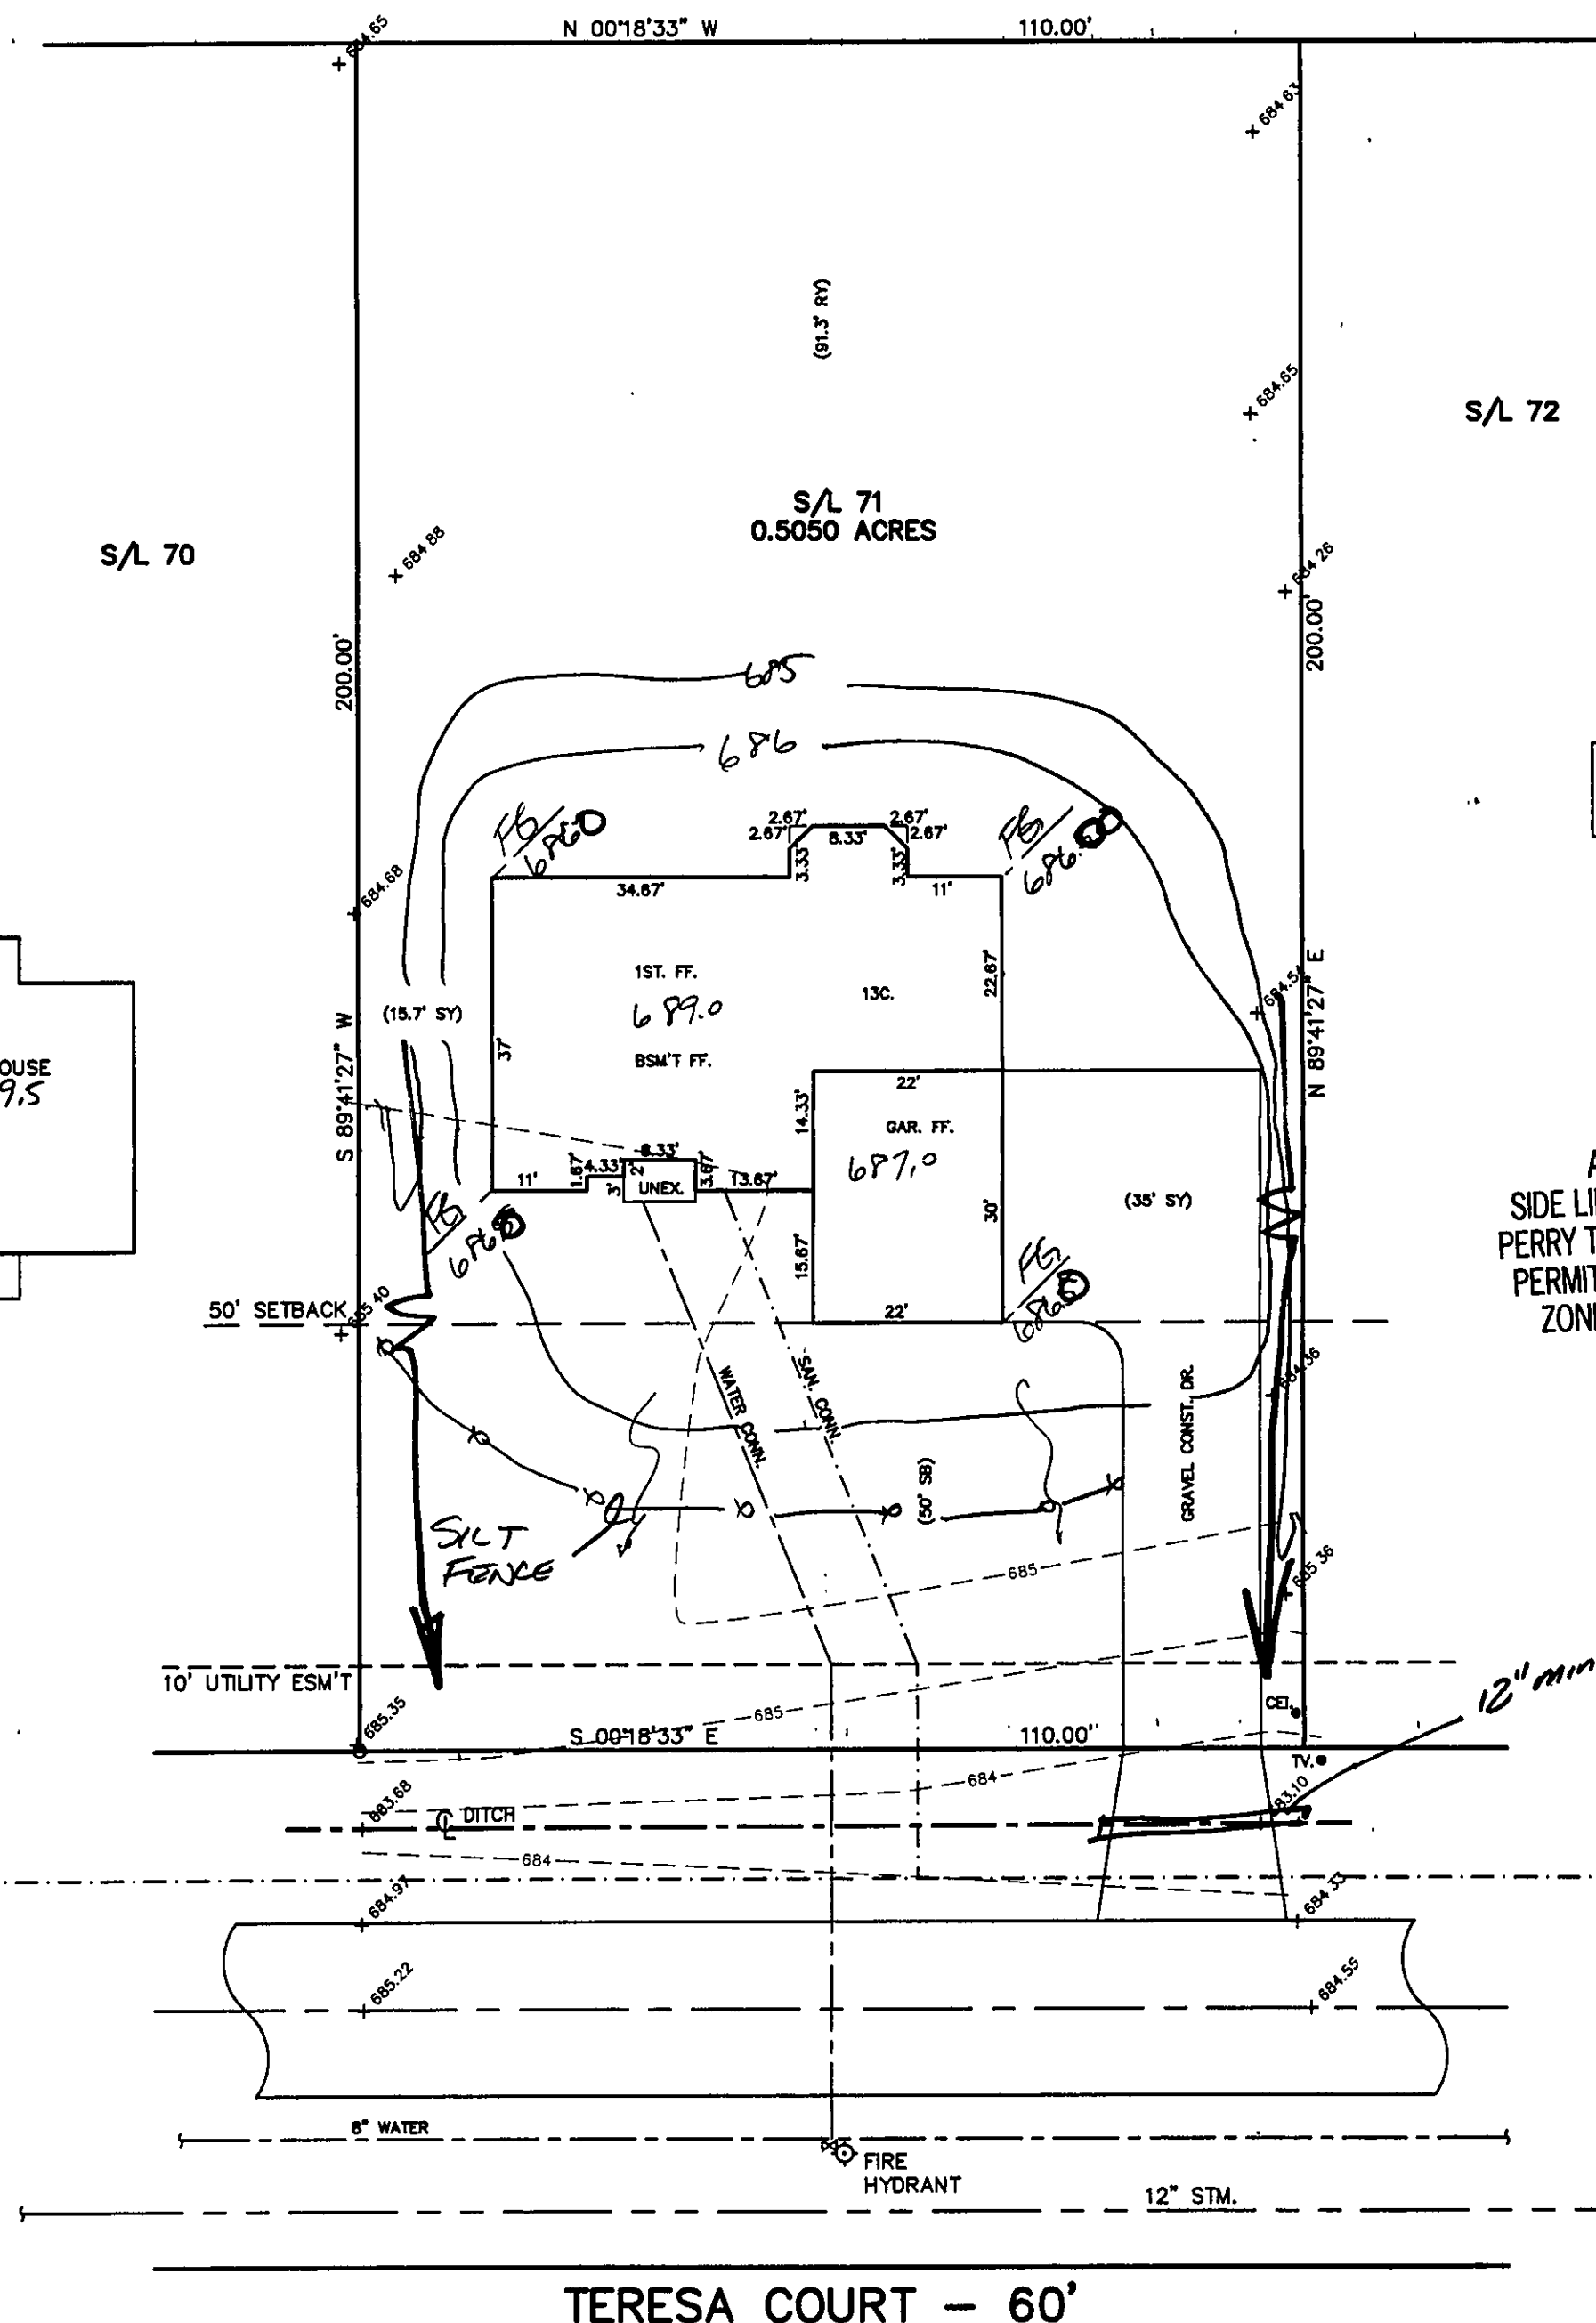 N 00°18'33" W 110.00'
684.65
684.63
(91.3' RY)
684.65
S/L 72
S/L 71
0.5050 ACRES
S/L 70
684.88
684.26
200.00'
200.00'
685
686
FG
686.0
FG
2.67' 2.67'
2.67' 8.33' 2.67'
3.33' 3.33'
34.67' 11'
684.68
1ST. FF.
689.0
13C.
22.67'
684.54
(15.7' SY)
BSM'T FF.
37'
S 89°41'27" W
N 89°41'27" E
OUSE
9.5
22'
14.33'
GAR. FF.
687.0
8.33'
4.33' 2' 3.67' 13.67'
11' 1.67' 3' UNEX.
(35' SY)
30'
FG
15.67'
FG
A
SIDE LI
PERRY T
PERMIT
ZON
50' SETBACK
685.40
22'
684.36
WATER CONN.
SAN. CONN.
GRAVEL CONST. DR.
(50' SB)
SILT
FENCE
685
685.36
10' UTILITY ESM'T
12" MIN
CEI.
685.35
685
S 00°18'33" E 110.00'
TV.
684
683.68
℄ DITCH
683.10
684
684.97
684.33
685.22
684.55
8" WATER
FIRE
HYDRANT
12" STM.
TERESA COURT - 60'